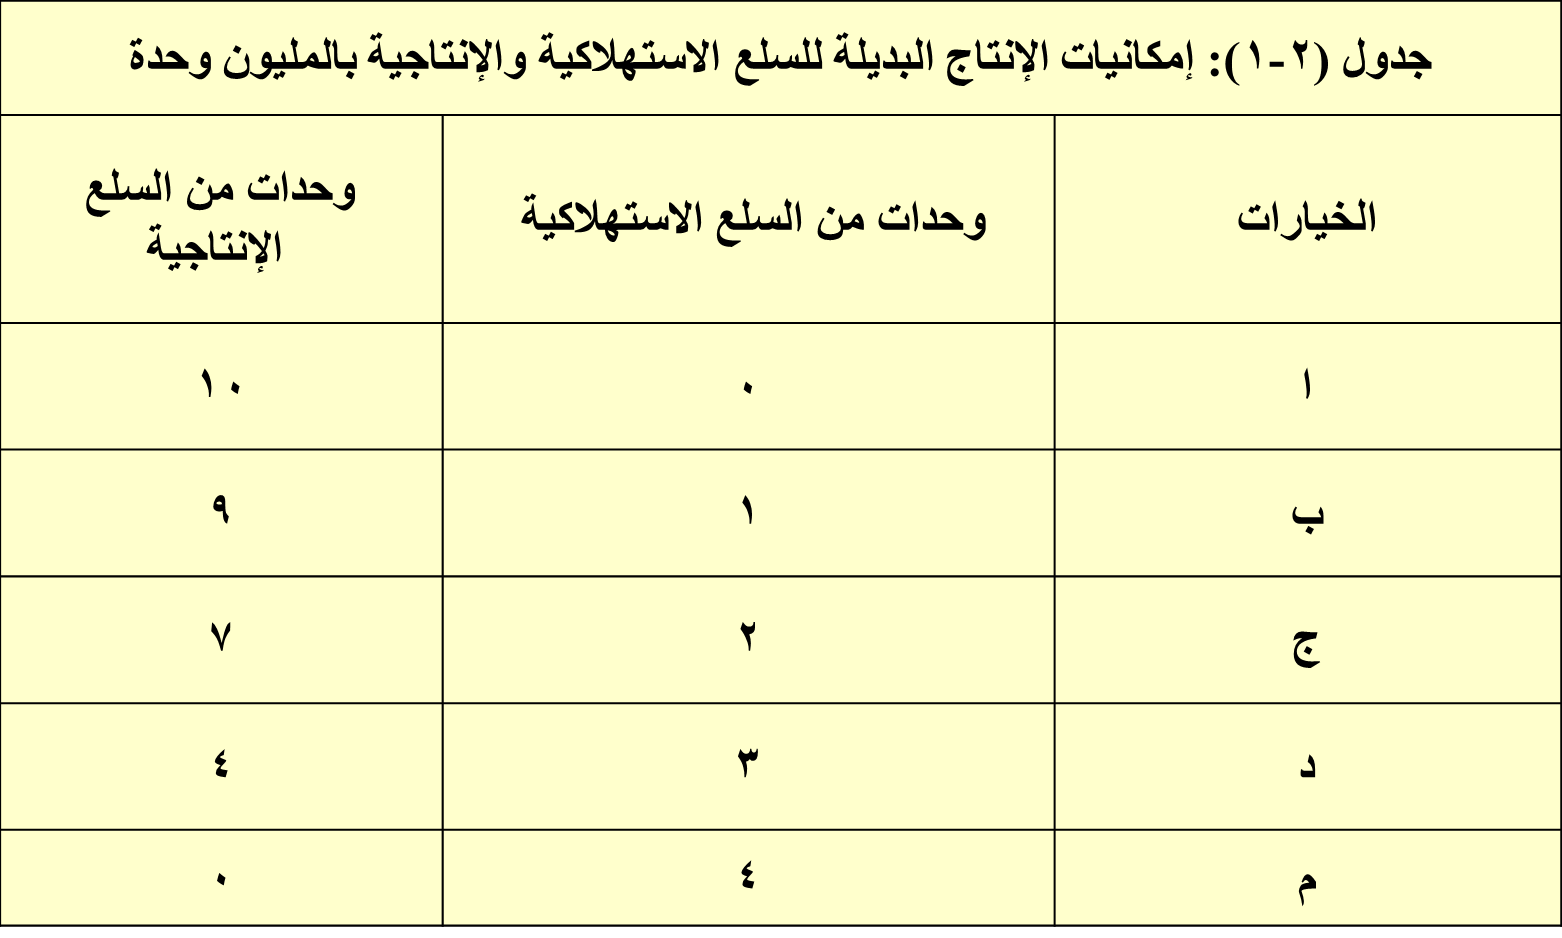 جدول (٢-١): إمكانيات الإنتاج البديلة للسلع الاستهلاكية والإنتاجية بالمليون وحدة
الخيارات وحدات من السلع الاستهلاكية وحدات من السلع
الإنتاجية
ا ٠ ١٠
ب ١ ٩
ج ٢ ٧
د ٣ ٤
م ٤ ٠